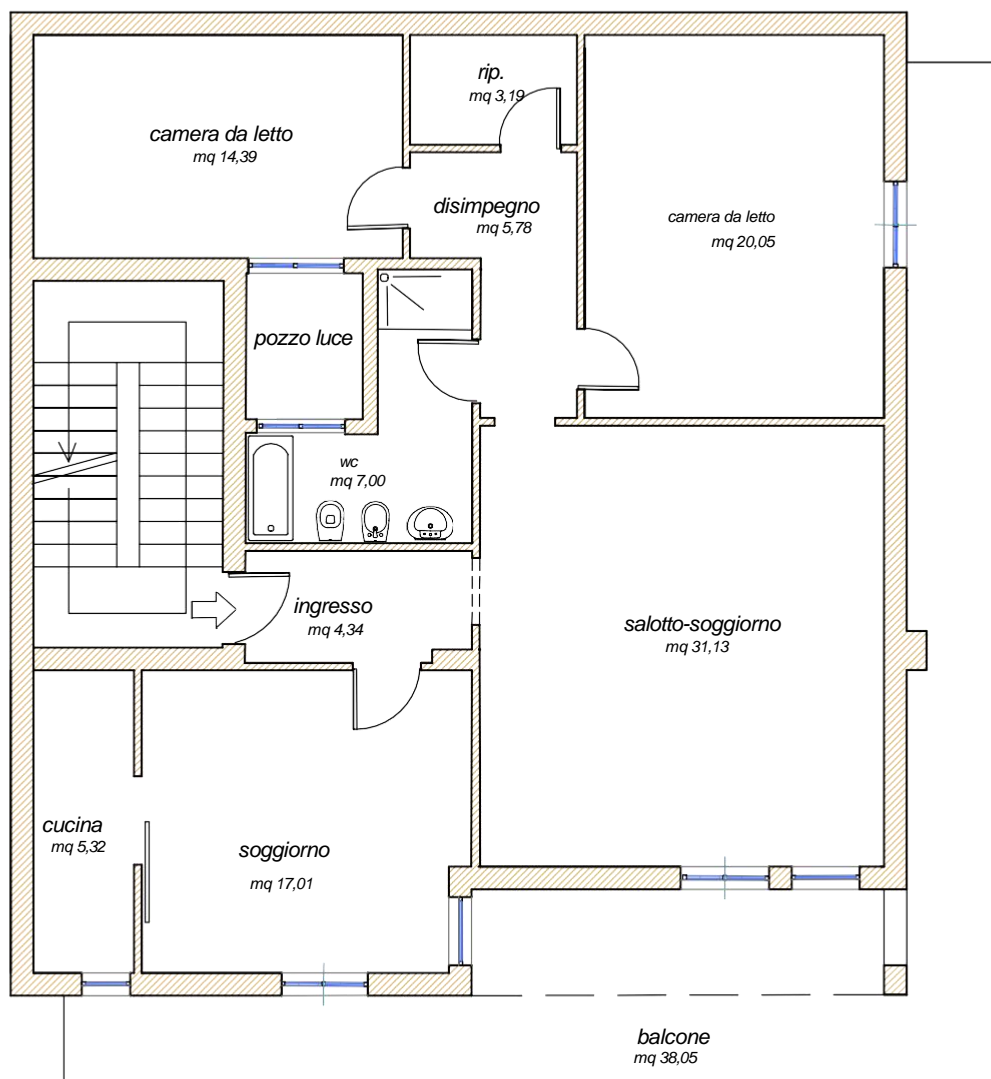 rip.
mq 3,19
camera da letto
mq 14,39
disimpegno
mq 5,78
camera da letto
mq 20,05
pozzo luce
wc
mq 7,00
ingresso
mq 4,34
salotto-soggiorno
mq 31,13
cucina
mq 5,32
soggiorno
mq 17,01
balcone
mq 38,05